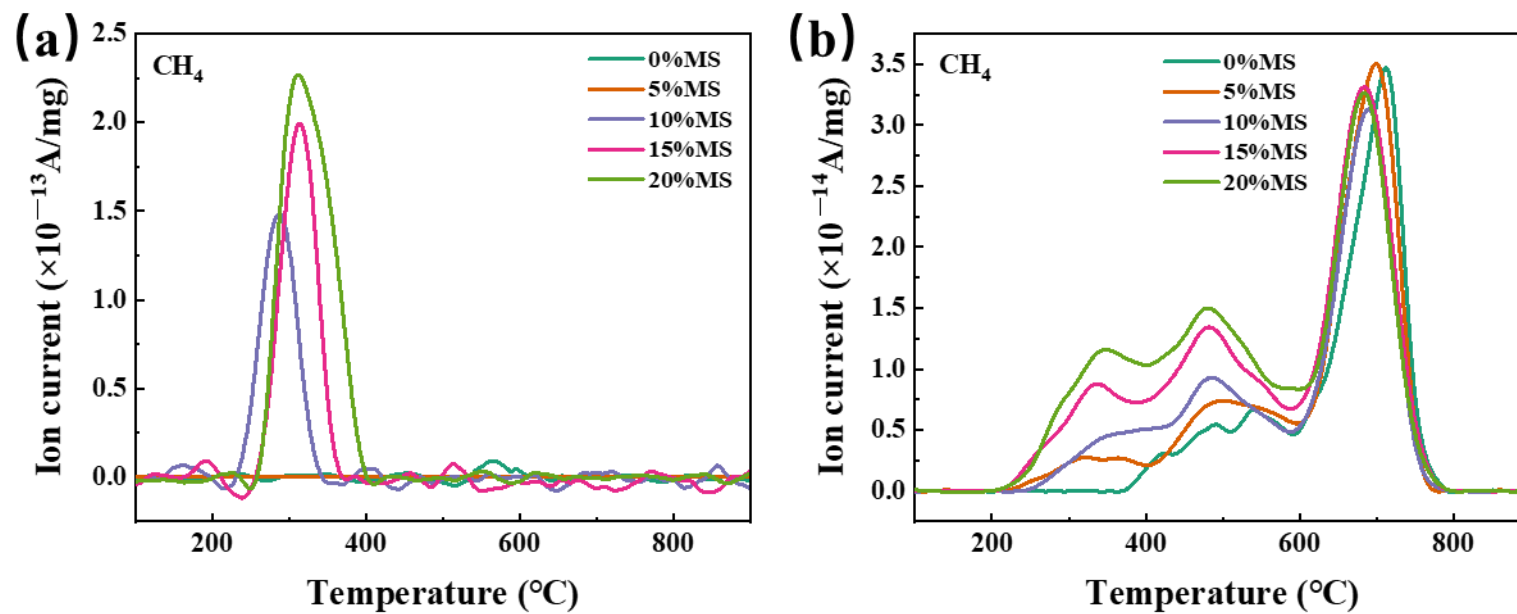 (a)
CH4
0%MS
5%MS
10%MS
15%MS
20%MS
2.5
2.0
1.5
1.0
0.5
0.0
Ion current (×10−13A/mg)
200 400 600 800
Temperature (°C)
(b)
CH4
0%MS
5%MS
10%MS
15%MS
20%MS
3.5
3.0
2.5
2.0
1.5
1.0
0.5
0.0
Ion current (×10−14A/mg)
200 400 600 800
Temperature (°C)